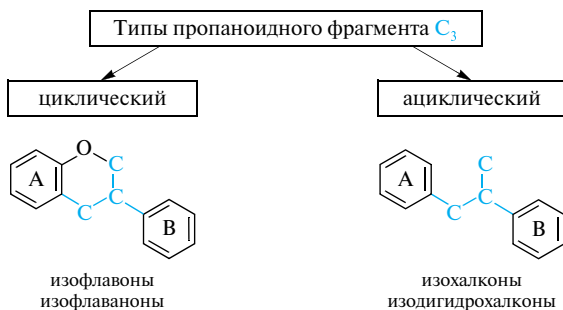 Типы пропаноидного фрагмента C₃
циклический
ациклический
O
C
A
C
C
B
C
A
C
C
B
изофлавоны
изофлаваноны
изохалконы
изодигидрохалконы